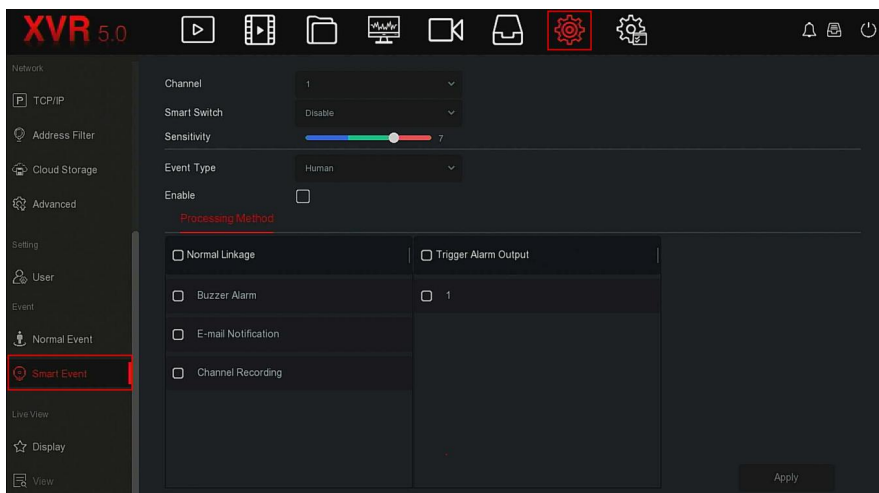 XVR 5.0
Network
P TCP/IP
Address Filter
Cloud Storage
Advanced
Setting
User
Event
Normal Event
Smart Event
Live View
Display
View
Channel 1
Smart Switch Disable
Sensitivity 7
Event Type Human
Enable
Processing Method
Normal Linkage Trigger Alarm Output
Buzzer Alarm 1
E-mail Notification
Channel Recording
Apply